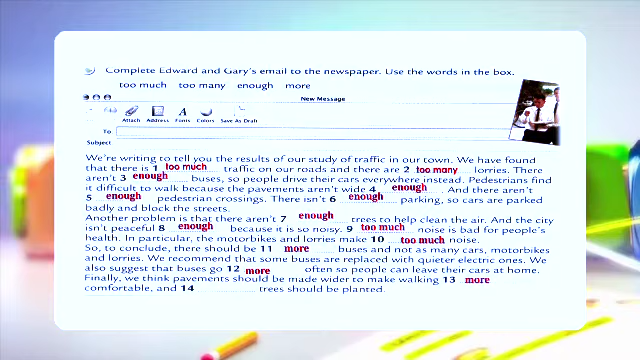 Complete Edward and Gary's email to the newspaper. Use the words in the box.
too much too many enough more
New Message
Attach Address Fonts Colors Save As Draft
To
Subject
We're writing to tell you the results of our study of traffic in our town. We have found
that there is 1 too much traffic on our roads and there are 2 too many lorries. There
aren't 3 enough buses, so people drive their cars everywhere instead. Pedestrians find
it difficult to walk because the pavements aren't wide 4 enough. And there aren't
5 enough pedestrian crossings. There isn't 6 enough parking, so cars are parked
badly and block the streets.
Another problem is that there aren't 7 enough trees to help clean the air. And the city
isn't peaceful 8 enough because it is so noisy. 9 too much noise is bad for people's
health. In particular, the motorbikes and lorries make 10 too much noise.
So, to conclude, there should be 11 more buses and not as many cars, motorbikes
and lorries. We recommend that some buses are replaced with quieter electric ones. We
also suggest that buses go 12 more often so people can leave their cars at home.
Finally, we think pavements should be made wider to make walking 13 more
comfortable, and 14 trees should be planted.